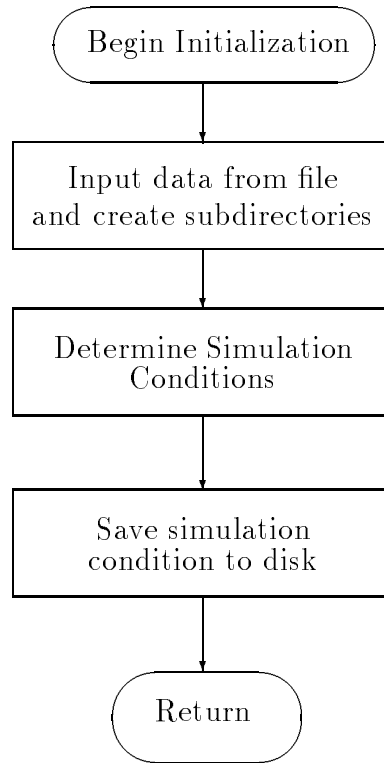 Begin Initialization
Input data from file
and create subdirectories
Determine Simulation
Conditions
Save simulation
condition to disk
Return